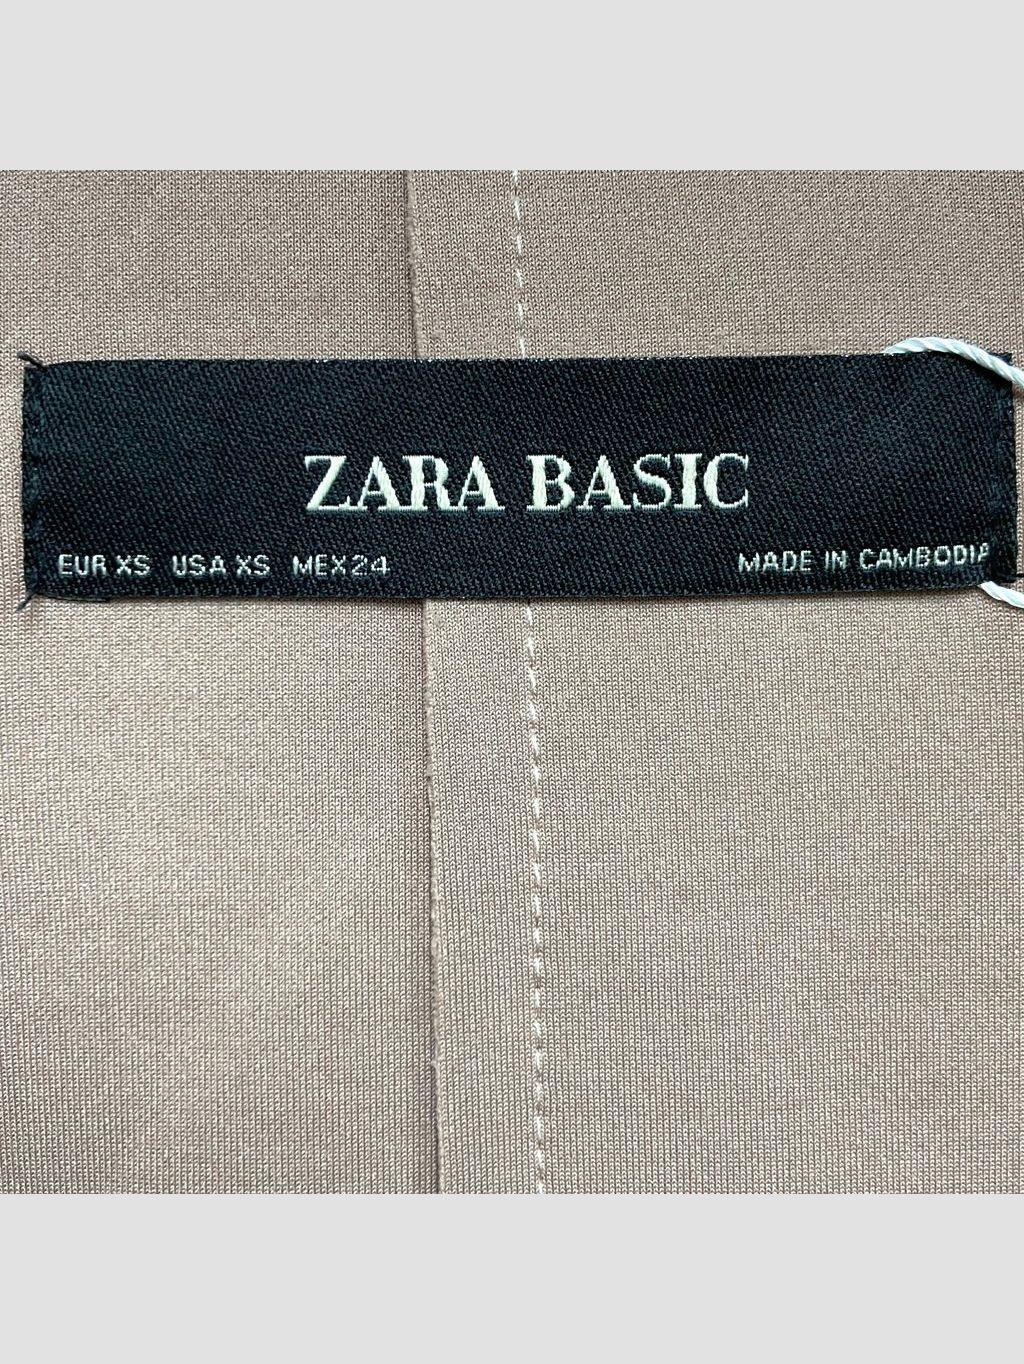 ZARA BASIC
EUR XS USA XS MEX 24 MADE IN CAMBODIA